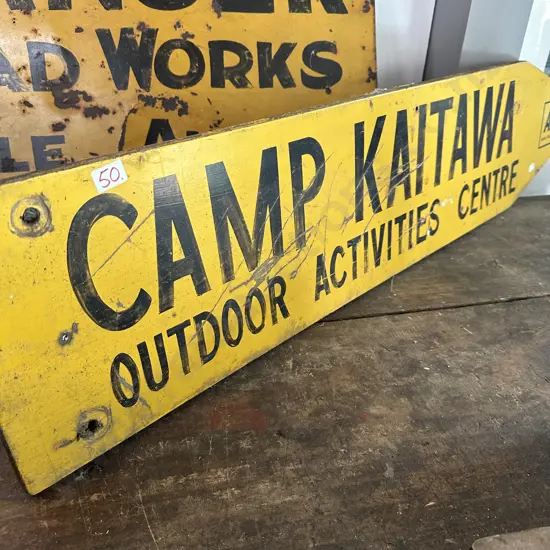 WORKS
50.
CAMP KAITAWA
OUTDOOR ACTIVITIES CENTRE